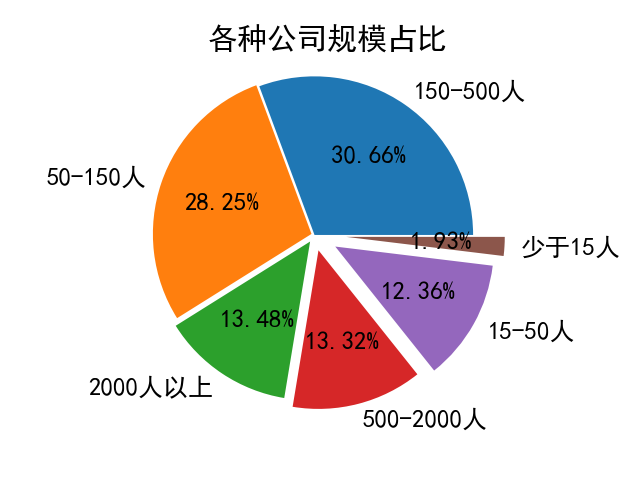 各种公司规模占比
150-500人
30.66%
50-150人
28.25%
1.93%
少于15人
12.36%
13.48%
13.32%
15-50人
2000人以上
500-2000人